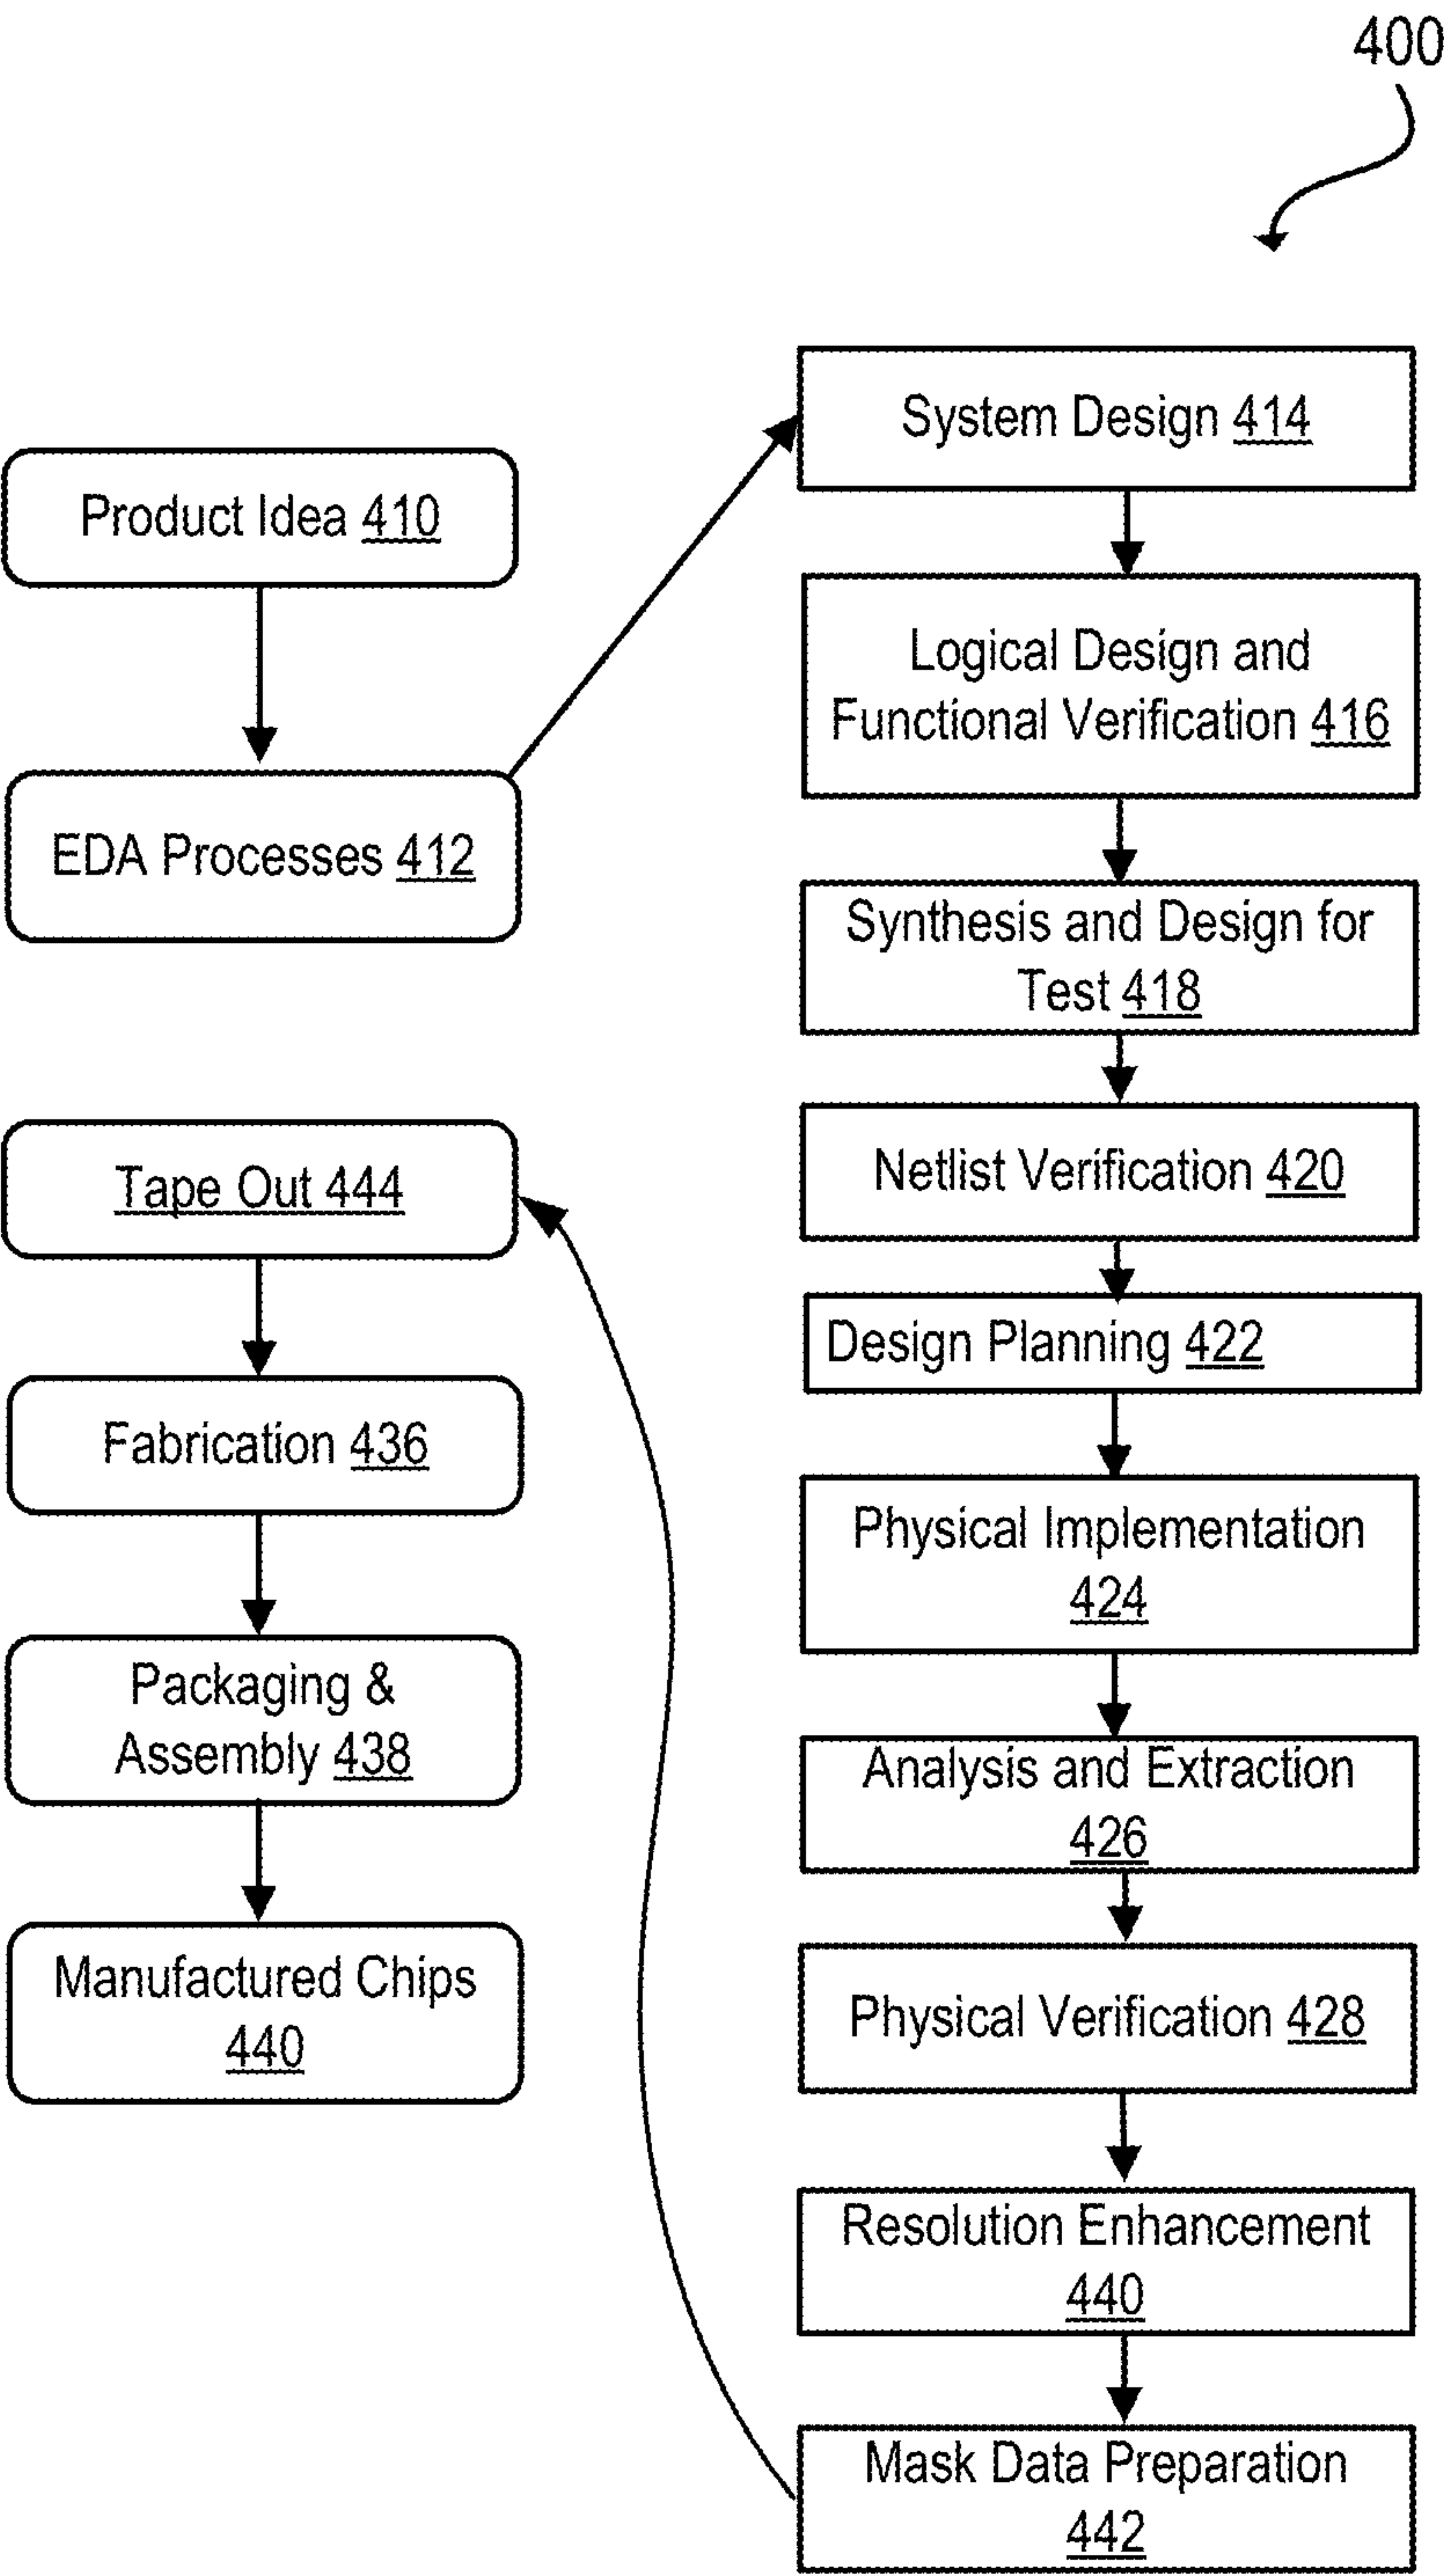 400
Product Idea 410
EDA Processes 412
System Design 414
Logical Design and
Functional Verification 416
Synthesis and Design for
Test 418
Netlist Verification 420
Design Planning 422
Physical Implementation
424
Analysis and Extraction
426
Physical Verification 428
Resolution Enhancement
440
Mask Data Preparation
442
Tape Out 444
Fabrication 436
Packaging &
Assembly 438
Manufactured Chips
440